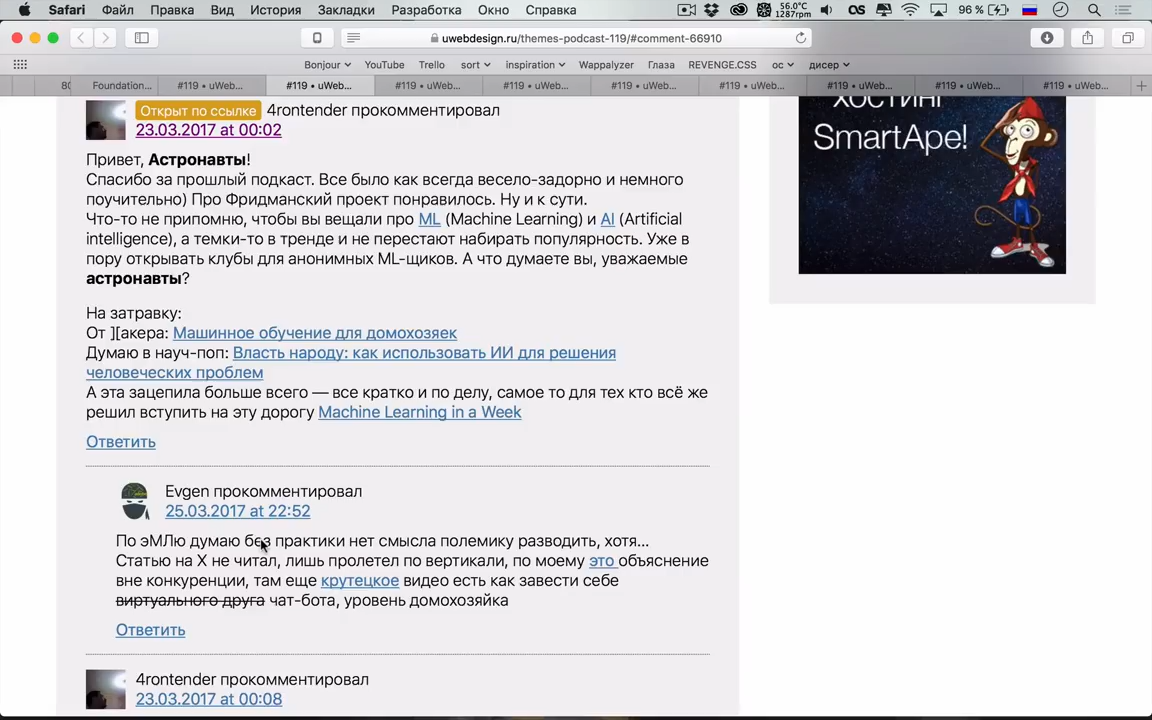 Safari Файл Правка Вид История Закладки Разработка Окно Справка 56.0°C 1287rpm 96 %
uwebdesign.ru/themes-podcast-119/#comment-66910
Bonjour YouTube Trello sort inspiration Wappalyzer Глаза REVENGE.CSS ос дисер
80 Foundation... #119 • uWeb... #119 • uWeb... #119 • uWeb... #119 • uWeb... #119 • uWeb... #119 • uWeb... #119 • uWeb... #119 • uWeb... #119 • uWeb...
Открыт по ссылке 4rontender прокомментировал
23.03.2017 at 00:02
Привет, Астронавты!
Спасибо за прошлый подкаст. Все было как всегда весело-задорно и немного
поучительно) Про Фридманский проект понравилось. Ну и к сути.
Что-то не припомню, чтобы вы вещали про ML (Machine Learning) и AI (Artificial
intelligence), а темки-то в тренде и не перестают набирать популярность. Уже в
пору открывать клубы для анонимных ML-щиков. А что думаете вы, уважаемые
астронавты?
На затравку:
От ][акера: Машинное обучение для домохозяек
Думаю в науч-поп: Власть народу: как использовать ИИ для решения
человеческих проблем
А эта зацепила больше всего — все кратко и по делу, самое то для тех кто всё же
решил вступить на эту дорогу Machine Learning in a Week
Ответить
Evgen прокомментировал
25.03.2017 at 22:52
По эМЛю думаю без практики нет смысла полемику разводить, хотя...
Статью на Х не читал, лишь пролетел по вертикали, по моему это объяснение
вне конкуренции, там еще крутецкое видео есть как завести себе
виртуального друга чат-бота, уровень домохозяйка
Ответить
4rontender прокомментировал
23.03.2017 at 00:08
ХОСТИНГ
SmartApe!